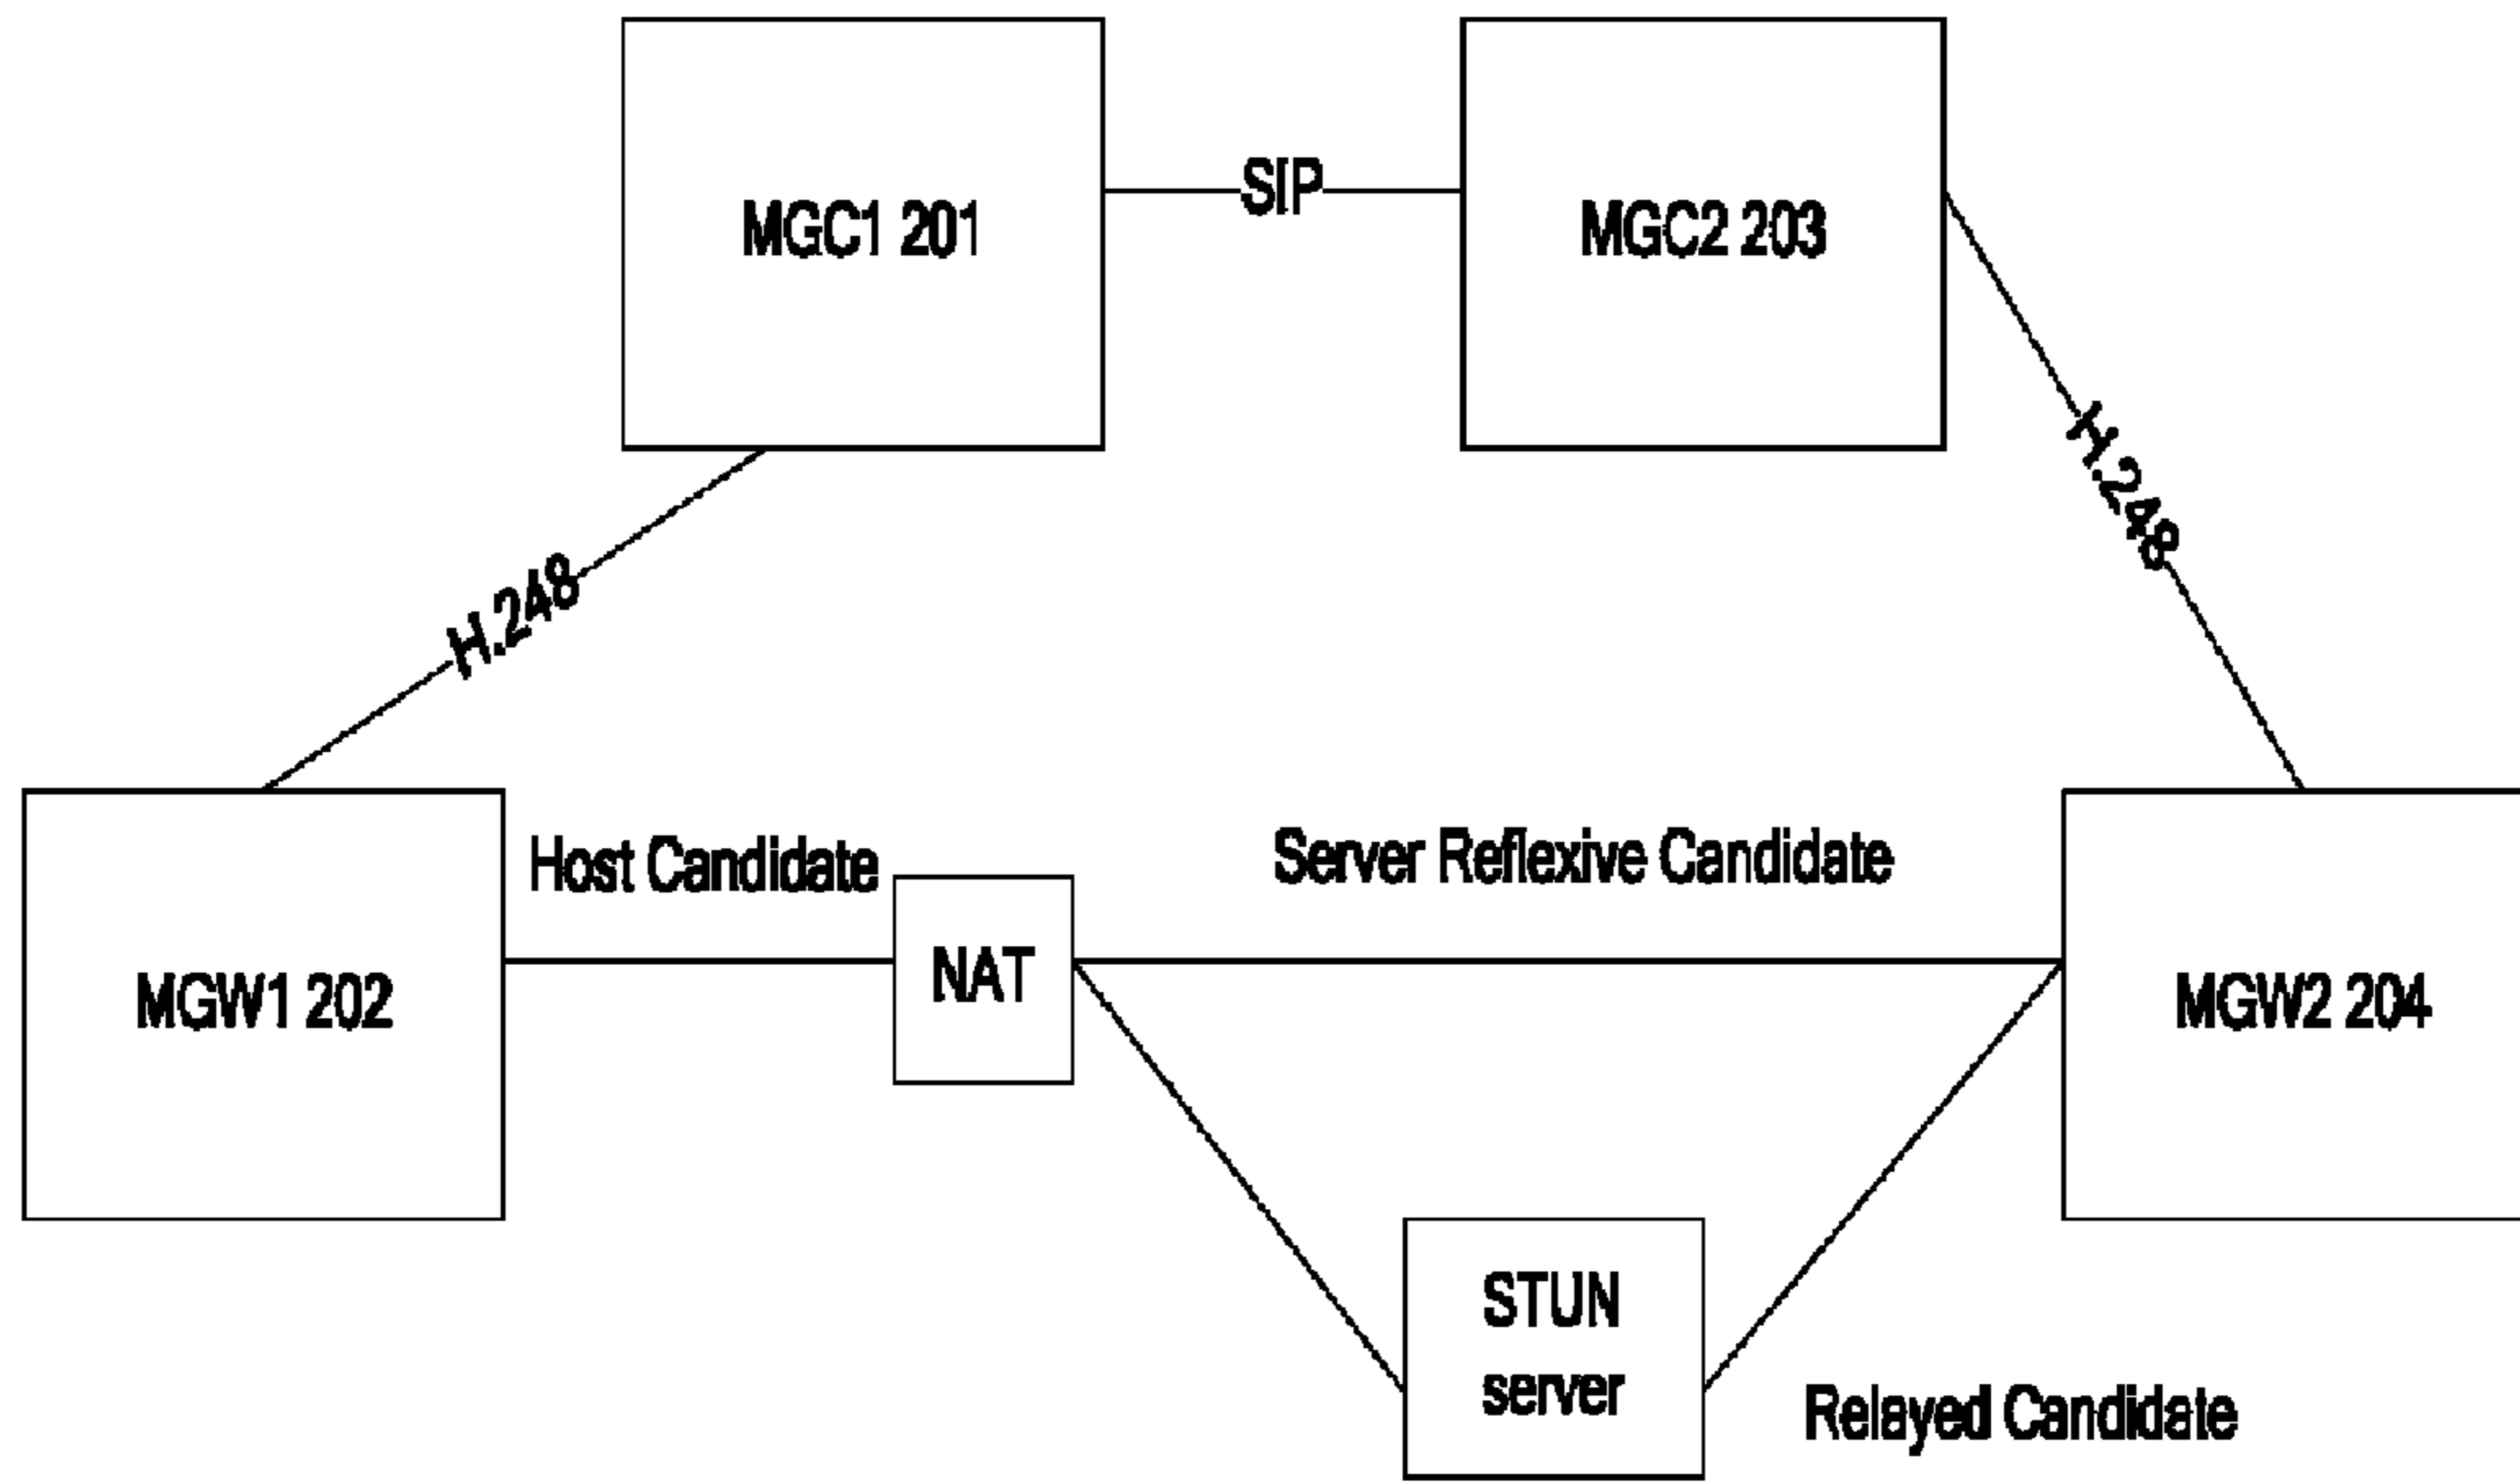 MGC1 201
SIP
MGC2 203
H.248
H.248
Host Candidate
Server Reflexive Candidate
MGW1 202
NAT
MGW2 204
STUN
server
Relayed Candidate